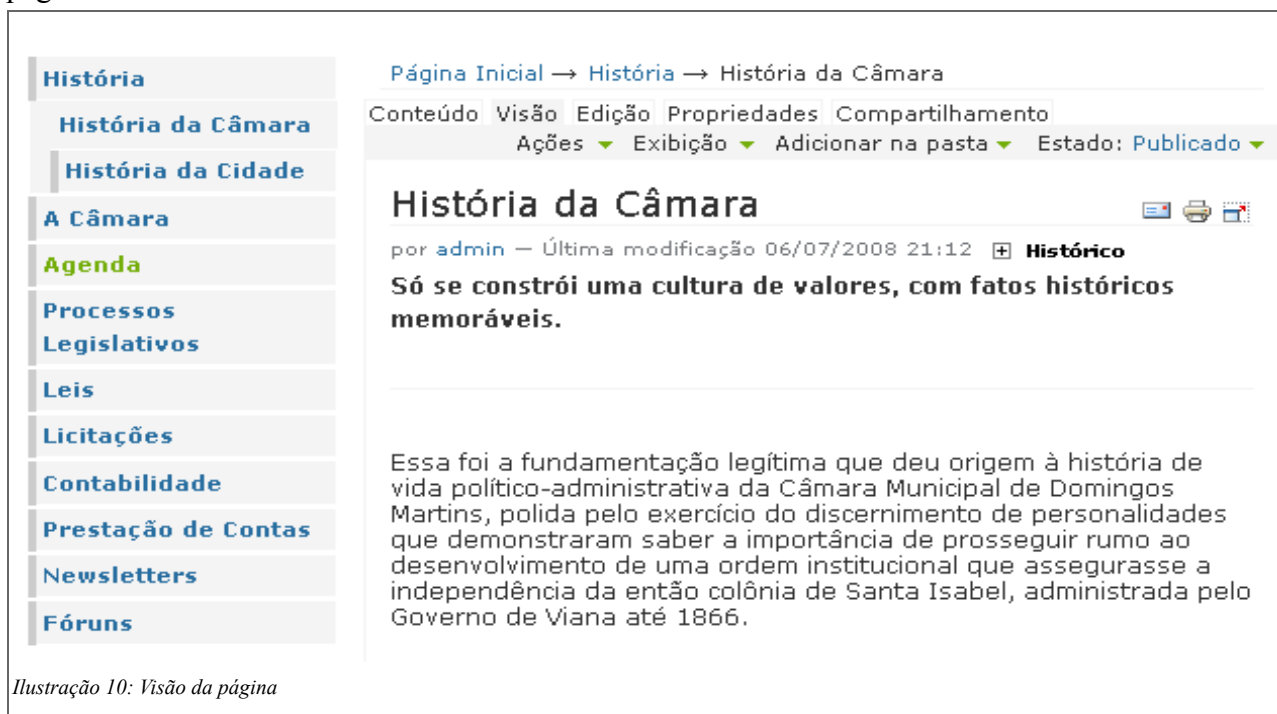 História
História da Câmara
História da Cidade
A Câmara
Agenda
Processos
Legislativos
Leis
Licitações
Contabilidade
Prestação de Contas
Newsletters
Fóruns
Página Inicial → História → História da Câmara
Conteúdo Visão Edição Propriedades Compartilhamento
Ações Exibição Adicionar na pasta Estado: Publicado
História da Câmara
por admin — Última modificação 06/07/2008 21:12 Histórico
Só se constrói uma cultura de valores, com fatos históricos
memoráveis.
Essa foi a fundamentação legítima que deu origem à história de
vida político-administrativa da Câmara Municipal de Domingos
Martins, polida pelo exercício do discernimento de personalidades
que demonstraram saber a importância de prosseguir rumo ao
desenvolvimento de uma ordem institucional que assegurasse a
independência da então colônia de Santa Isabel, administrada pelo
Governo de Viana até 1866.
Ilustração 10: Visão da página